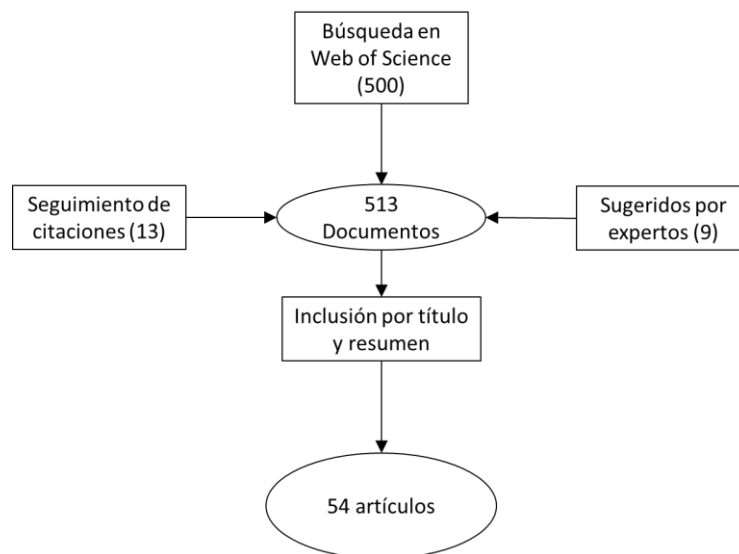 Búsqueda en
Web of Science
(500)
Seguimiento de
citaciones (13)
513
Documentos
Sugeridos por
expertos (9)
Inclusión por título
y resumen
54 artículos